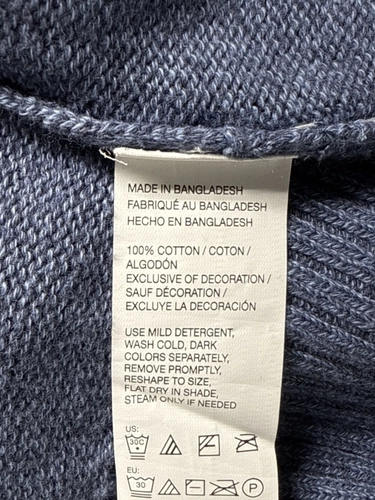 MADE IN BANGLADESH
FABRIQUÉ AU BANGLADESH
HECHO EN BANGLADESH
100% COTTON / COTON /
ALGODÓN
EXCLUSIVE OF DECORATION /
SAUF DÉCORATION /
EXCLUYE LA DECORACIÓN
USE MILD DETERGENT,
WASH COLD, DARK
COLORS SEPARATELY,
REMOVE PROMPTLY,
RESHAPE TO SIZE,
FLAT DRY IN SHADE,
STEAM ONLY IF NEEDED
US:
30C
EU:
30 P